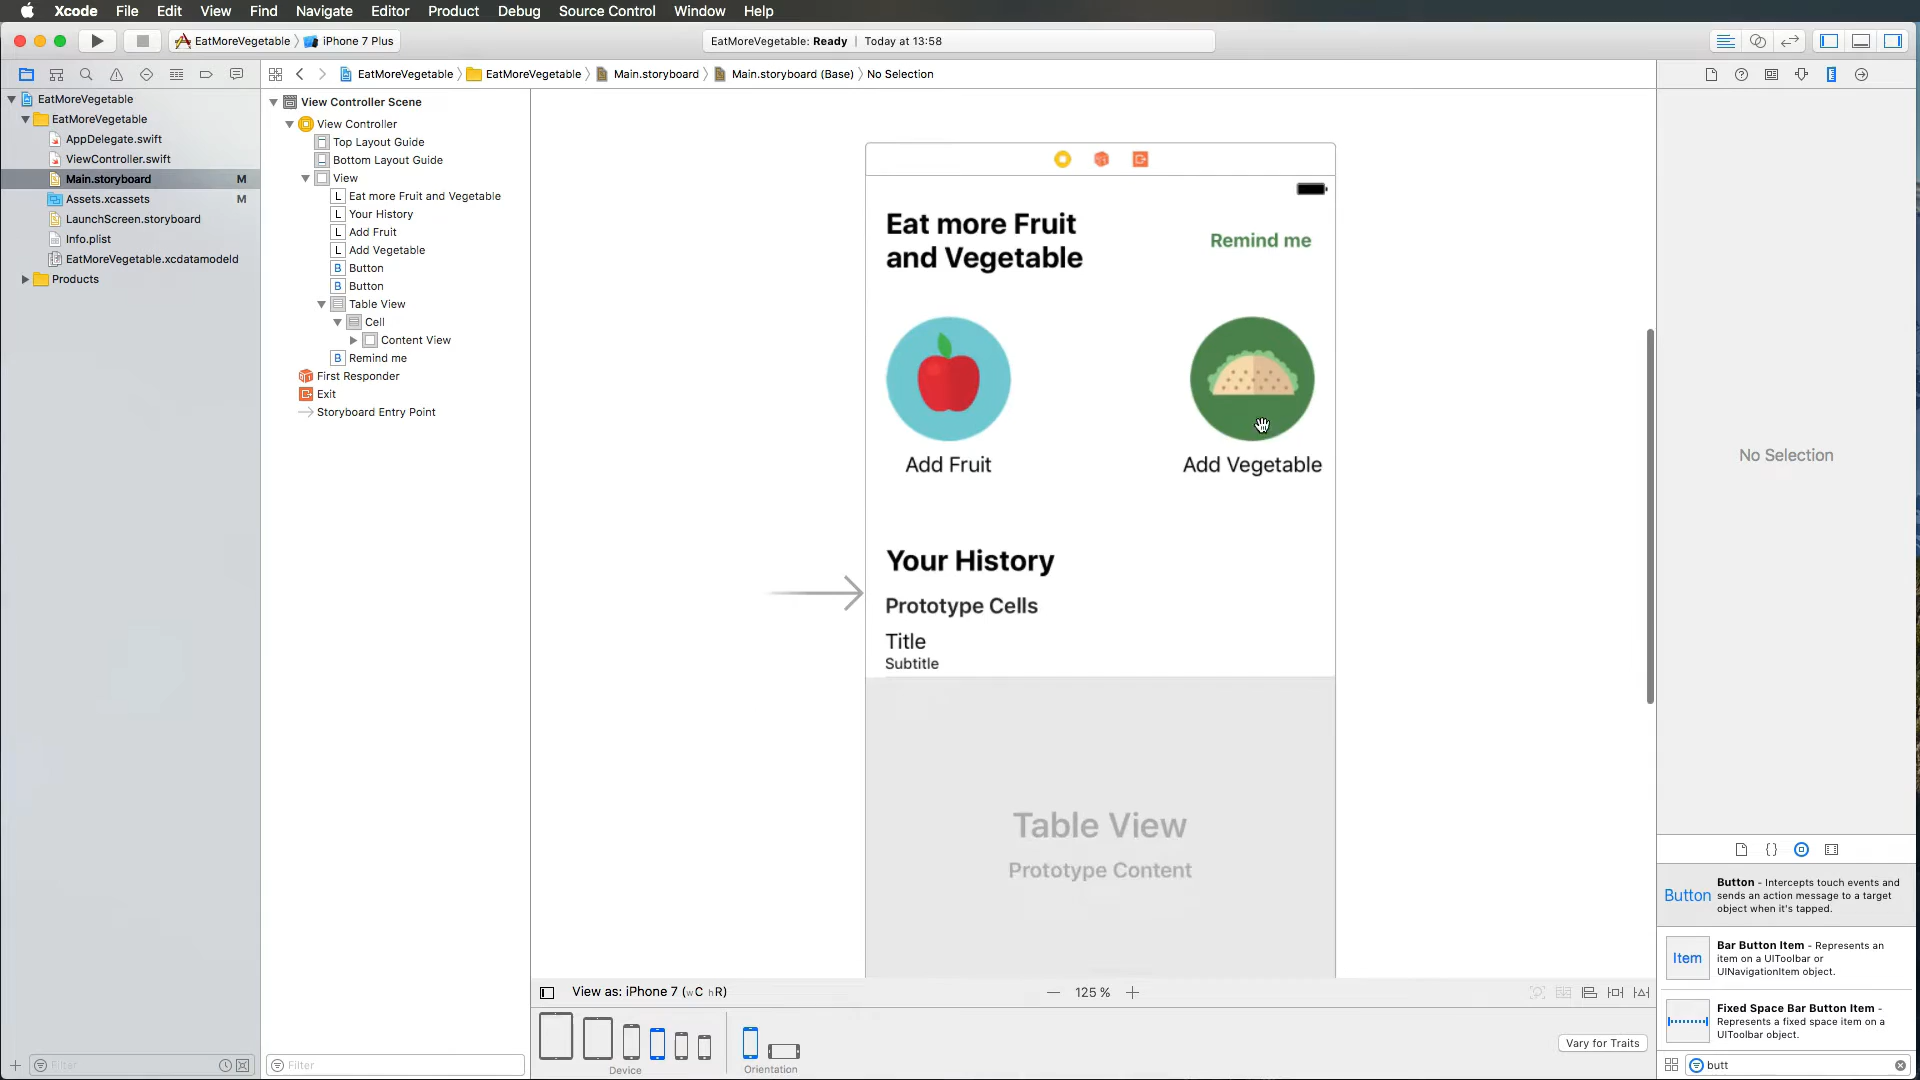 Xcode File Edit View Find Navigate Editor Product Debug Source Control Window Help
EatMoreVegetable iPhone 7 Plus
EatMoreVegetable: Ready Today at 13:58
EatMoreVegetable EatMoreVegetable Main.storyboard Main.storyboard (Base) No Selection
EatMoreVegetable
EatMoreVegetable
AppDelegate.swift
ViewController.swift
Main.storyboard M
Assets.xcassets M
LaunchScreen.storyboard
Info.plist
EatMoreVegetable.xcdatamodeld
Products
Filter
View Controller Scene
View Controller
Top Layout Guide
Bottom Layout Guide
View
L Eat more Fruit and Vegetable
L Your History
L Add Fruit
L Add Vegetable
B Button
B Button
Table View
Cell
Content View
B Remind me
First Responder
Exit
Storyboard Entry Point
Filter
Eat more Fruit
and Vegetable
Remind me
Add Fruit
Add Vegetable
Your History
Prototype Cells
Title
Subtitle
Table View
Prototype Content
View as: iPhone 7 (wC hR)
125 %
Device
Orientation
Vary for Traits
No Selection
Button
Button - Intercepts touch events and
sends an action message to a target
object when it's tapped.
Item
Bar Button Item - Represents an
item on a UIToolbar or
UINavigationItem object.
Fixed Space Bar Button Item -
Represents a fixed space item on a
UIToolbar object.
butt